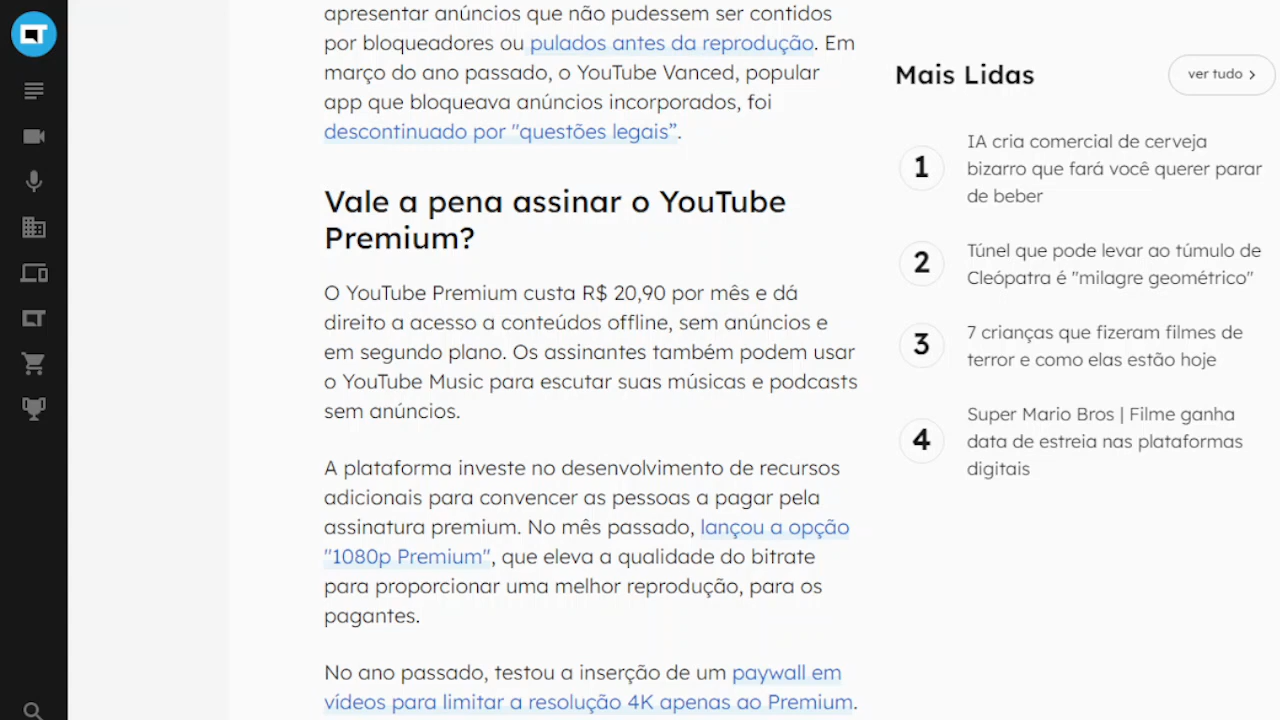 apresentar anúncios que não pudessem ser contidos
por bloqueadores ou pulados antes da reprodução. Em
março do ano passado, o YouTube Vanced, popular
app que bloqueava anúncios incorporados, foi
descontinuado por "questões legais”.
Vale a pena assinar o YouTube
Premium?
O YouTube Premium custa R$ 20,90 por mês e dá
direito a acesso a conteúdos offline, sem anúncios e
em segundo plano. Os assinantes também podem usar
o YouTube Music para escutar suas músicas e podcasts
sem anúncios.
A plataforma investe no desenvolvimento de recursos
adicionais para convencer as pessoas a pagar pela
assinatura premium. No mês passado, lançou a opção
"1080p Premium", que eleva a qualidade do bitrate
para proporcionar uma melhor reprodução, para os
pagantes.
No ano passado, testou a inserção de um paywall em
vídeos para limitar a resolução 4K apenas ao Premium.
Mais Lidas
ver tudo ›
1
IA cria comercial de cerveja
bizarro que fará você querer parar
de beber
2
Túnel que pode levar ao túmulo de
Cleópatra é "milagre geométrico"
3
7 crianças que fizeram filmes de
terror e como elas estão hoje
4
Super Mario Bros | Filme ganha
data de estreia nas plataformas
digitais